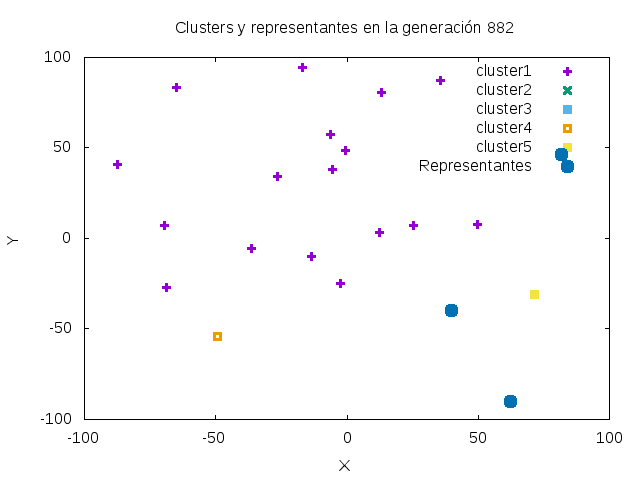 Clusters y representantes en la generación 882
100
50
0
-50
-100
-100
-50
0
50
100
Y
X
cluster1
cluster2
cluster3
cluster4
cluster5
Representantes